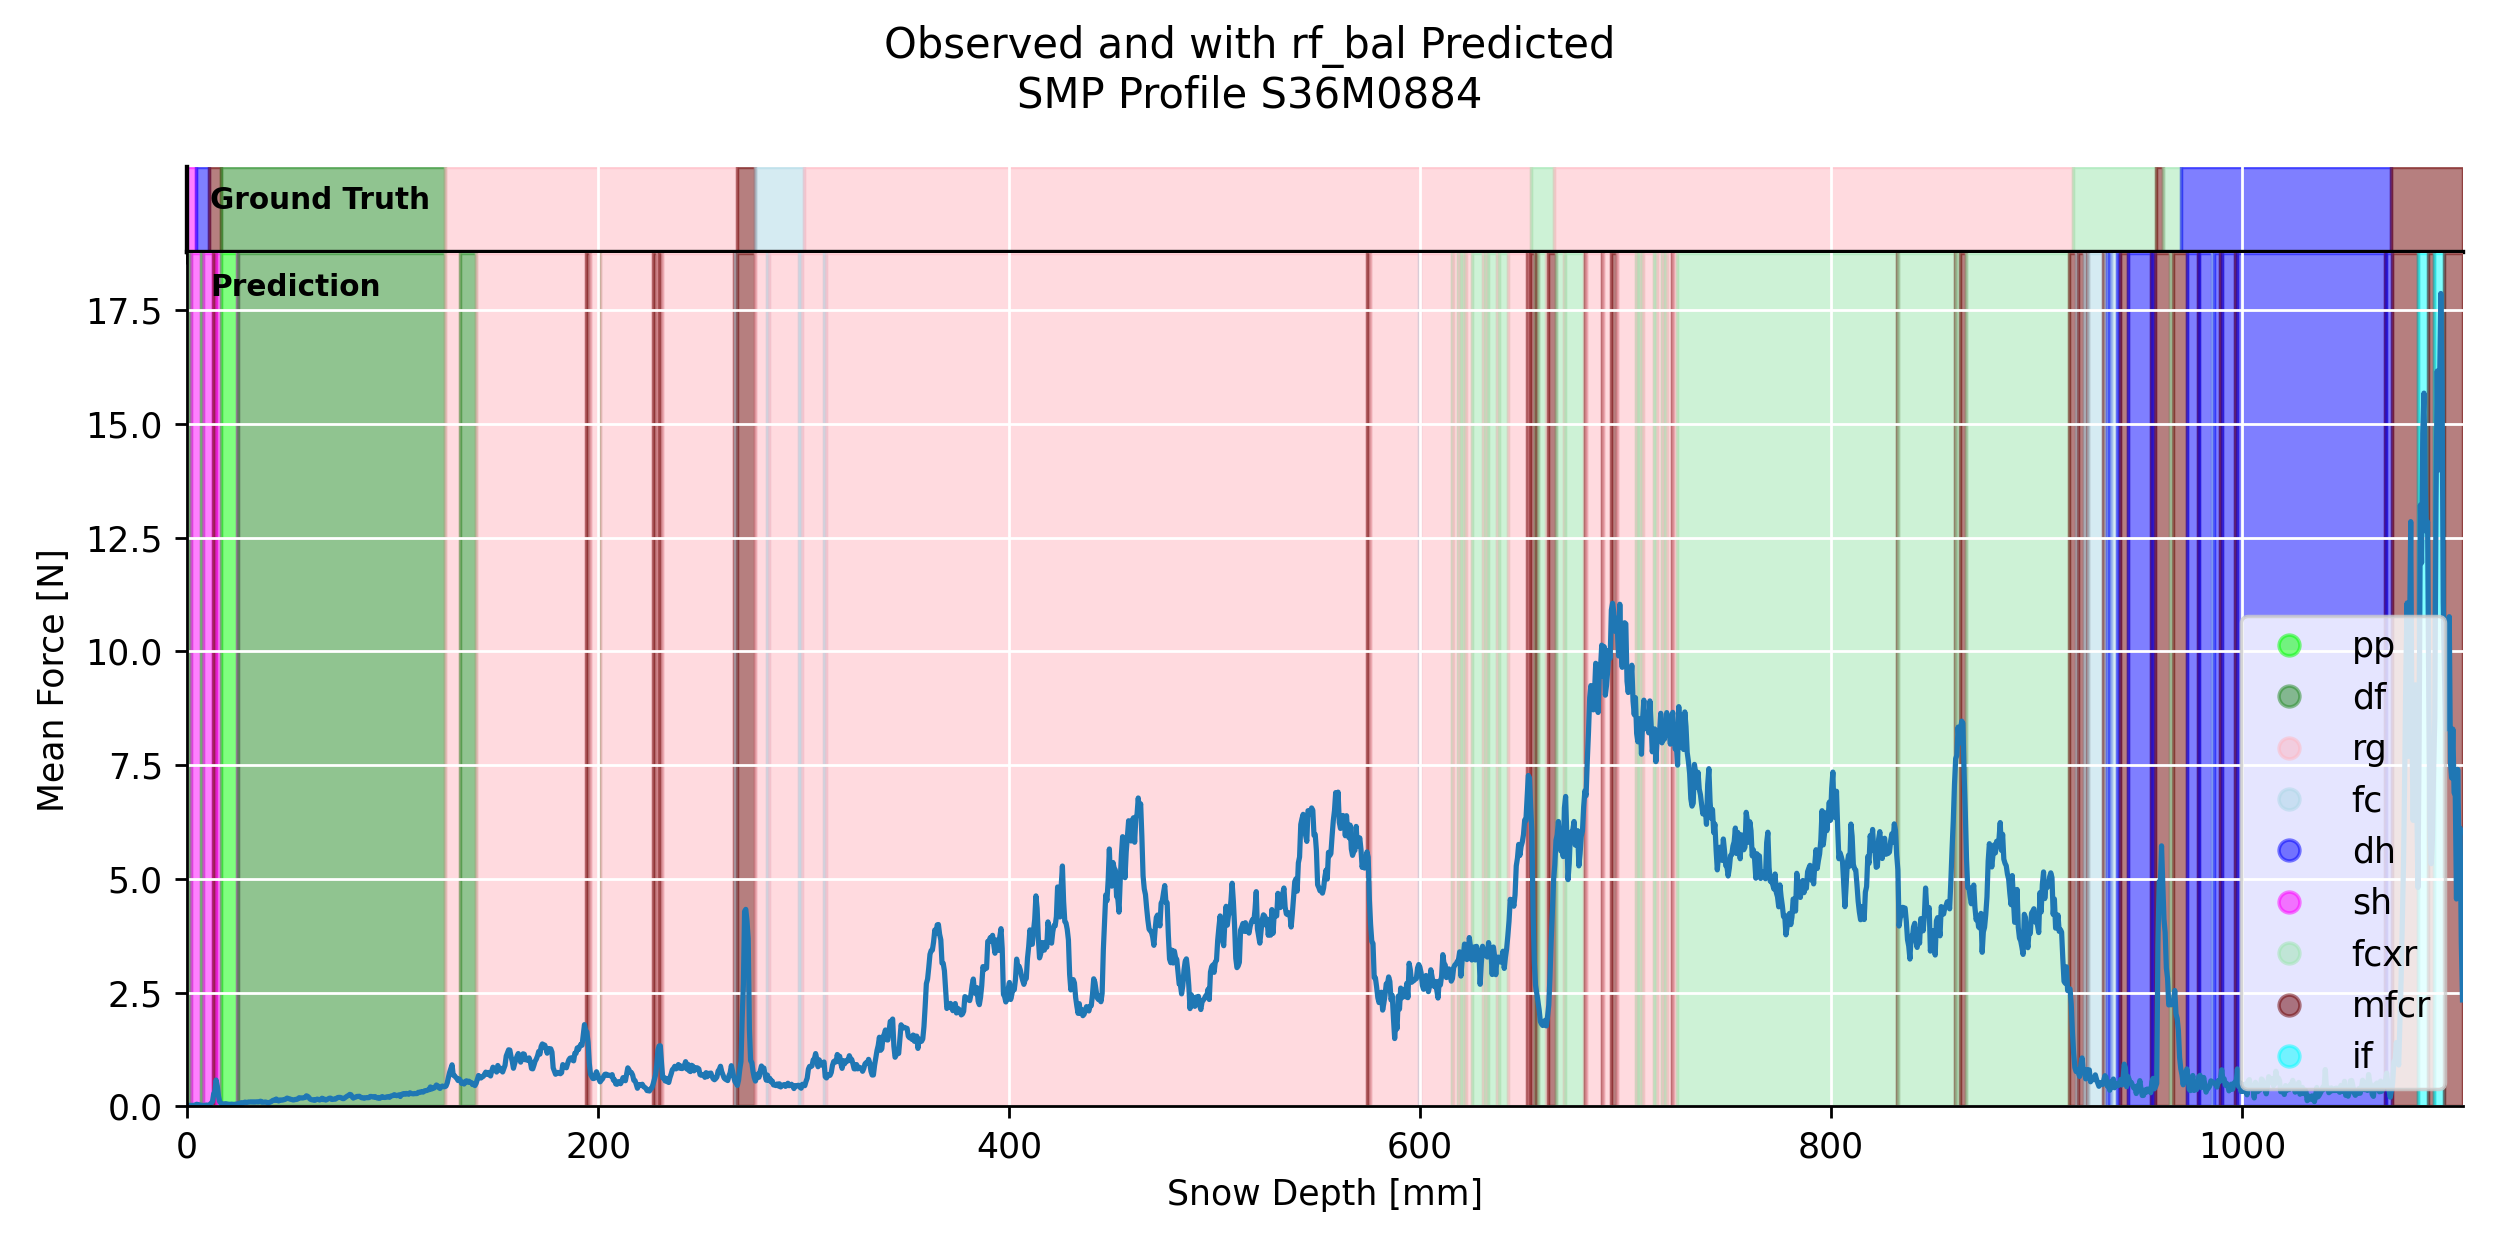 Observed and with rf_bal Predicted
SMP Profile S36M0884
Ground Truth
Prediction
17.5
15.0
12.5
10.0
7.5
5.0
2.5
0.0
Mean Force [N]
0
200
400
600
800
1000
Snow Depth [mm]
pp
df
rg
fc
dh
sh
fcxr
mfcr
if